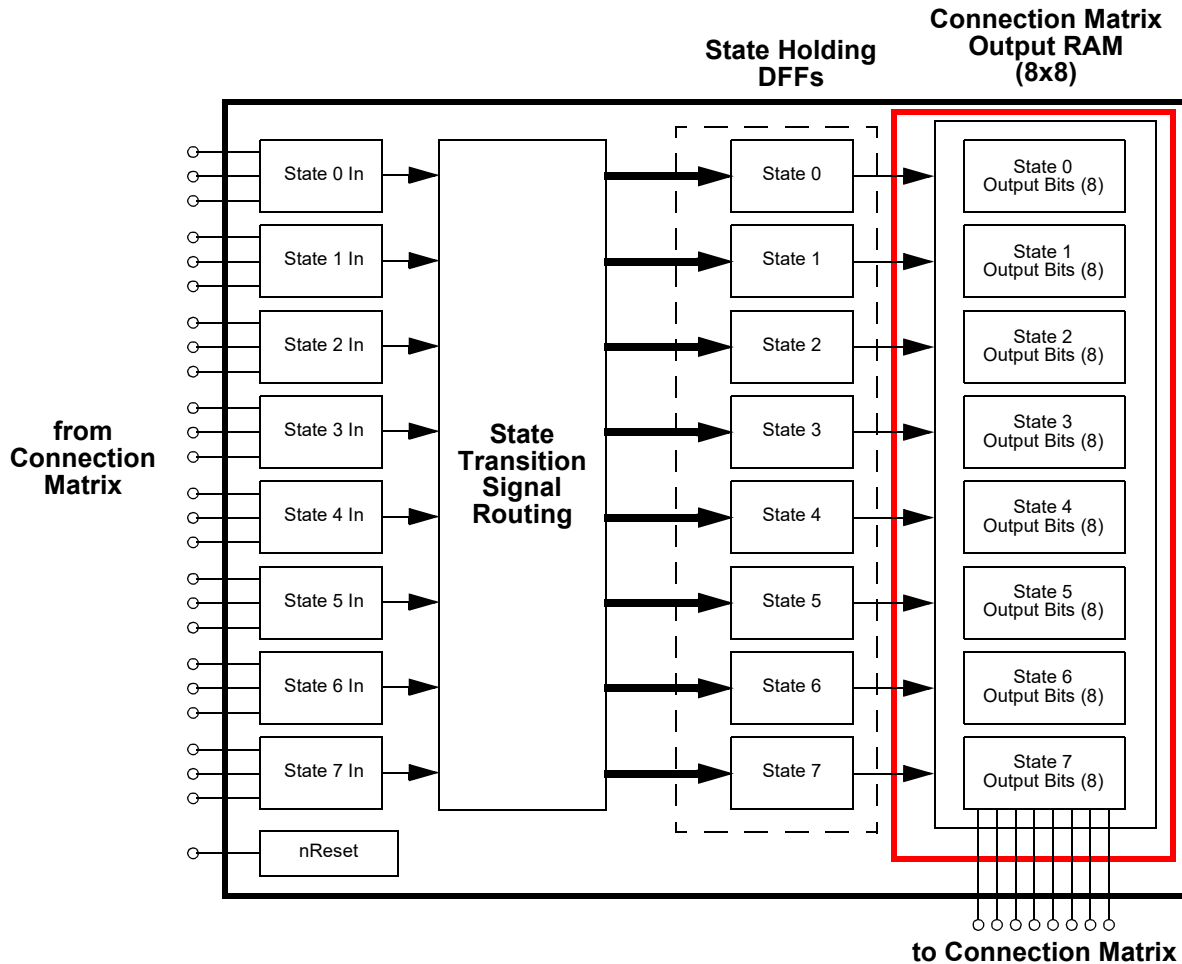 Connection Matrix
Output RAM
(8x8)
State Holding
DFFs
from
Connection
Matrix
State 0 In
State 1 In
State 2 In
State 3 In
State 4 In
State 5 In
State 6 In
State 7 In
nReset
State
Transition
Signal
Routing
State 0
State 1
State 2
State 3
State 4
State 5
State 6
State 7
State 0
Output Bits (8)
State 1
Output Bits (8)
State 2
Output Bits (8)
State 3
Output Bits (8)
State 4
Output Bits (8)
State 5
Output Bits (8)
State 6
Output Bits (8)
State 7
Output Bits (8)
to Connection Matrix